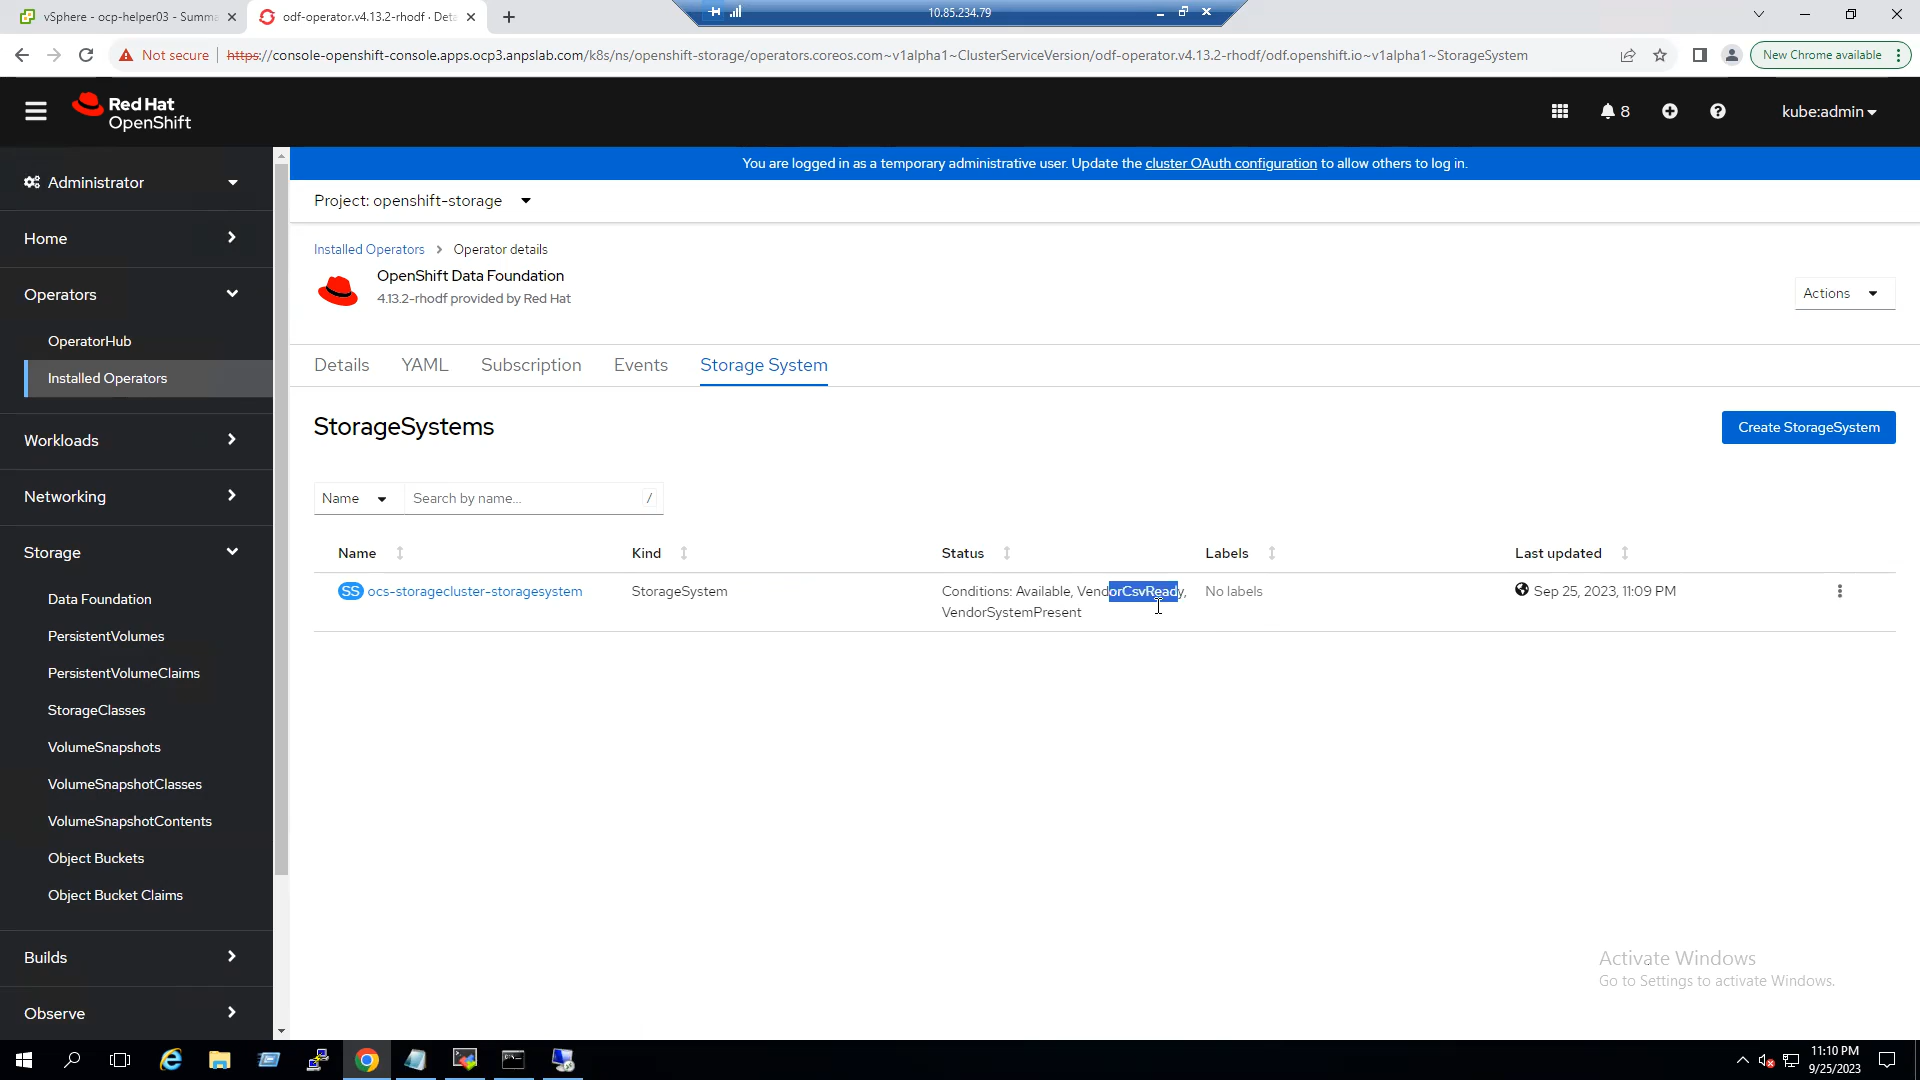 vSphere - ocp-helper03 - Summa
odf-operator.v4.13.2-rhodf · Deta
10.85.234.79
Not secure
https://console-openshift-console.apps.ocp3.anpslab.com/k8s/ns/openshift-storage/operators.coreos.com~v1alpha1~ClusterServiceVersion/odf-operator.v4.13.2-rhodf/odf.openshift.io~v1alpha1~StorageSystem
New Chrome available
Red Hat
OpenShift
8
kube:admin
You are logged in as a temporary administrative user. Update the cluster OAuth configuration to allow others to log in.
Administrator
Home
Operators
OperatorHub
Installed Operators
Workloads
Networking
Storage
Data Foundation
PersistentVolumes
PersistentVolumeClaims
StorageClasses
VolumeSnapshots
VolumeSnapshotClasses
VolumeSnapshotContents
Object Buckets
Object Bucket Claims
Builds
Observe
Project: openshift-storage
Installed Operators > Operator details
OpenShift Data Foundation
4.13.2-rhodf provided by Red Hat
Actions
Details YAML Subscription Events Storage System
StorageSystems
Create StorageSystem
Name Search by name... /
Name Kind Status Labels Last updated
SS ocs-storagecluster-storagesystem StorageSystem Conditions: Available, VendorCsvReady, No labels Sep 25, 2023, 11:09 PM
VendorSystemPresent
Activate Windows
Go to Settings to activate Windows.
11:10 PM
9/25/2023